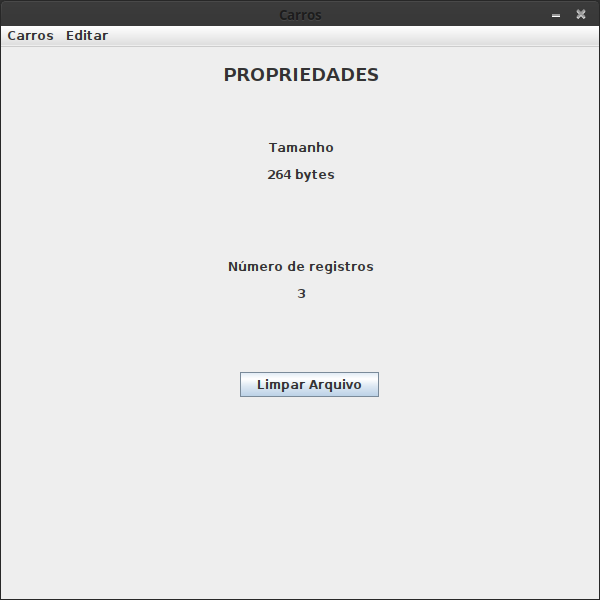 Carros
Carros Editar
PROPRIEDADES
Tamanho
264 bytes
Número de registros
3
Limpar Arquivo